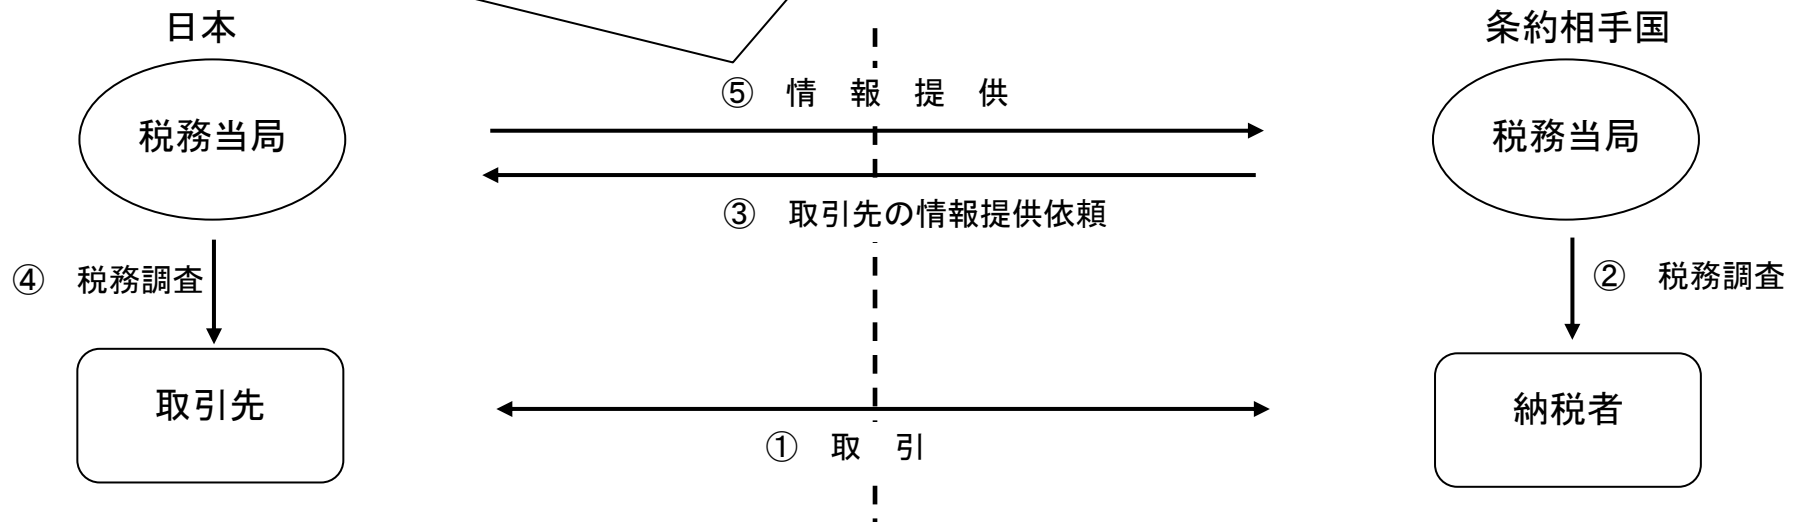 日本
条約相手国
⑤　情　報　提　供
税務当局
税務当局
③　取引先の情報提供依頼
④　税務調査
②　税務調査
取引先
納税者
①　取　引